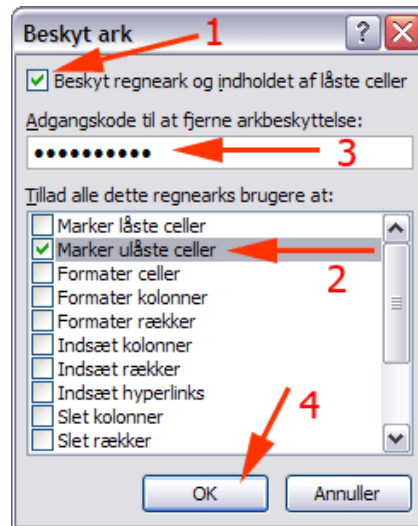 Beskyt ark
1
Beskyt regneark og indholdet af låste celler
Adgangskode til at fjerne arkbeskyttelse:
••••••••••
3
Tillad alle dette regnearks brugere at:
Marker låste celler
Marker ulåste celler
2
Formater celler
Formater kolonner
Formater rækker
Indsæt kolonner
Indsæt rækker
Indsæt hyperlinks
Slet kolonner
Slet rækker
4
OK
Annuller